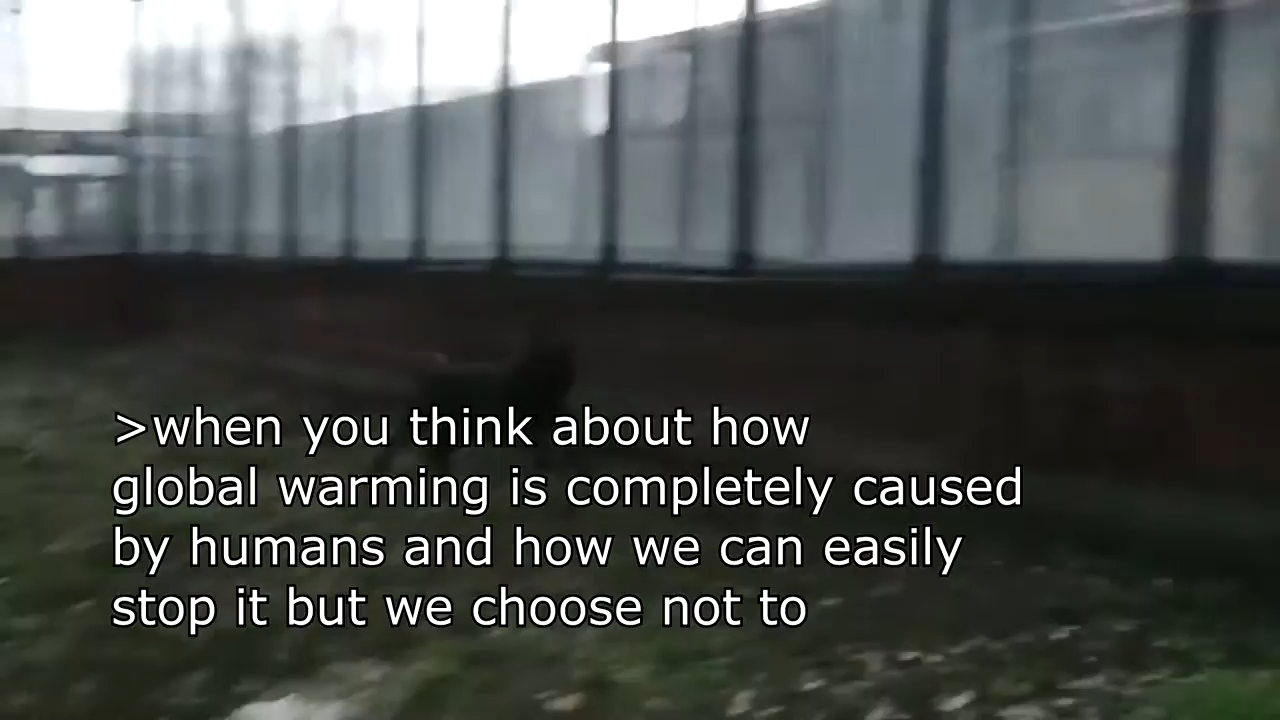 >when you think about how
global warming is completely caused
by humans and how we can easily
stop it but we choose not to